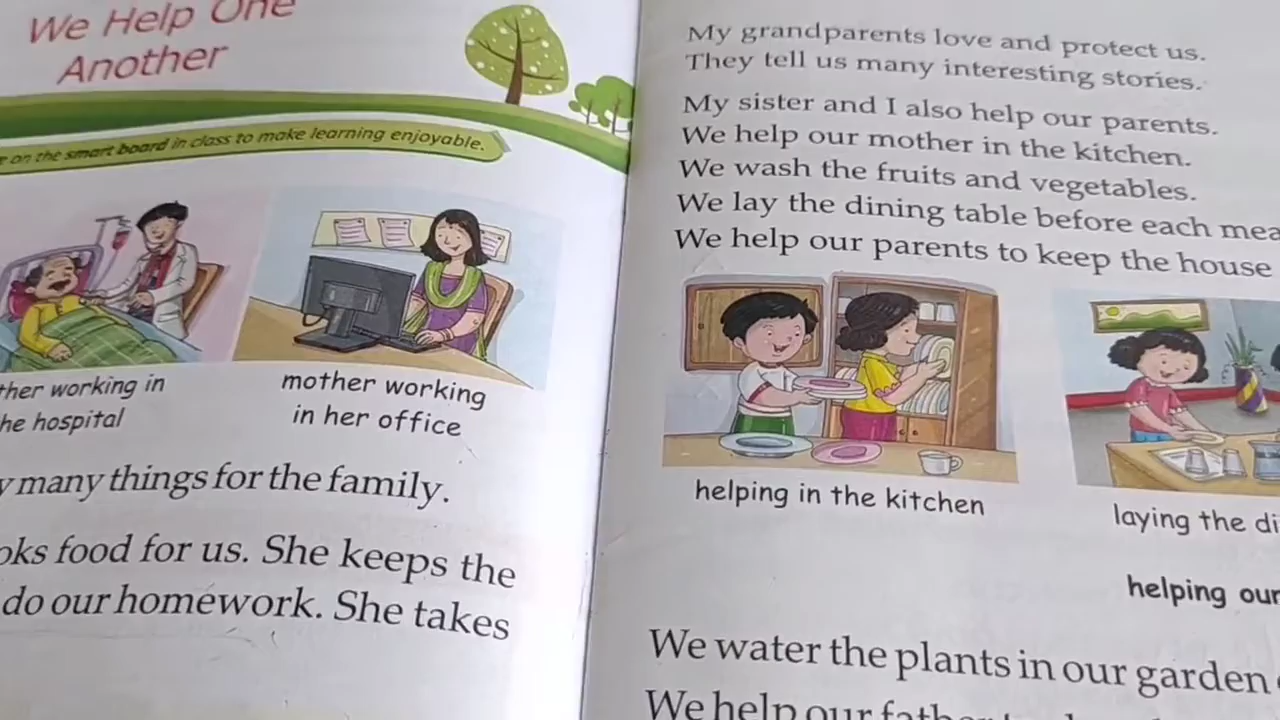 We Help One
Another
on the smart board in class to make learning enjoyable.
working in
hospital
mother working
in her office
many things for the family.
food for us. She keeps the
do our homework. She takes
My grandparents love and protect us.
They tell us many interesting stories.
My sister and I also help our parents.
We help our mother in the kitchen.
We wash the fruits and vegetables.
We lay the dining table before each
We help our parents to keep the house
helping in the kitchen
laying the
helping our
We water the plants in our garden
We help our